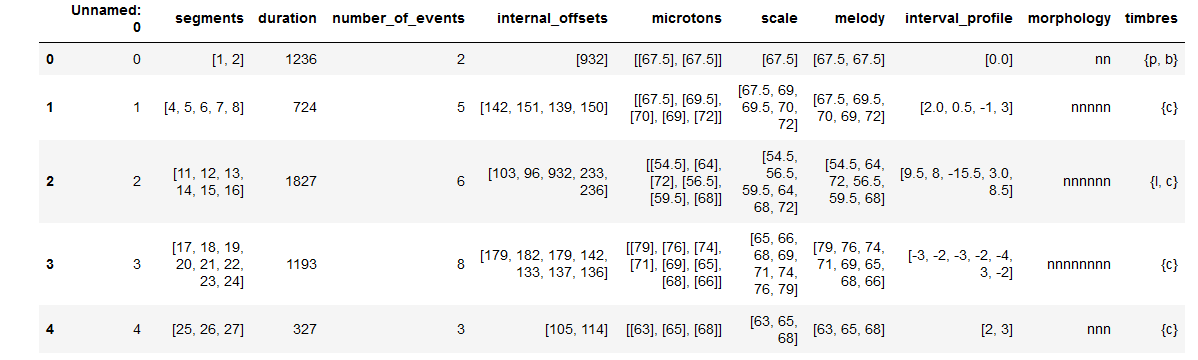 Unnamed: 0 segments duration number_of_events internal_offsets microtons scale melody interval_profile morphology timbres
0 0 [1, 2] 1236 2 [932] [[67.5], [67.5]] [67.5] [67.5, 67.5] [0.0] nn {p, b}
1 1 [4, 5, 6, 7, 8] 724 5 [142, 151, 139, 150] [[67.5], [69.5], [70], [69], [72]] [67.5, 69, 69.5, 70, 72] [67.5, 69.5, 70, 69, 72] [2.0, 0.5, -1, 3] nnnnn {c}
2 2 [11, 12, 13, 14, 15, 16] 1827 6 [103, 96, 932, 233, 236] [[54.5], [64], [72], [56.5], [59.5], [68]] [54.5, 56.5, 59.5, 64, 68, 72] [54.5, 64, 72, 56.5, 59.5, 68] [9.5, 8, -15.5, 3.0, 8.5] nnnnnn {l, c}
3 3 [17, 18, 19, 20, 21, 22, 23, 24] 1193 8 [179, 182, 179, 142, 133, 137, 136] [[79], [76], [74], [71], [69], [65], [68], [66]] [65, 66, 68, 69, 71, 74, 76, 79] [79, 76, 74, 71, 69, 65, 68, 66] [-3, -2, -3, -2, -4, 3, -2] nnnnnnnn {c}
4 4 [25, 26, 27] 327 3 [105, 114] [[63], [65], [68]] [63, 65, 68] [63, 65, 68] [2, 3] nnn {c}